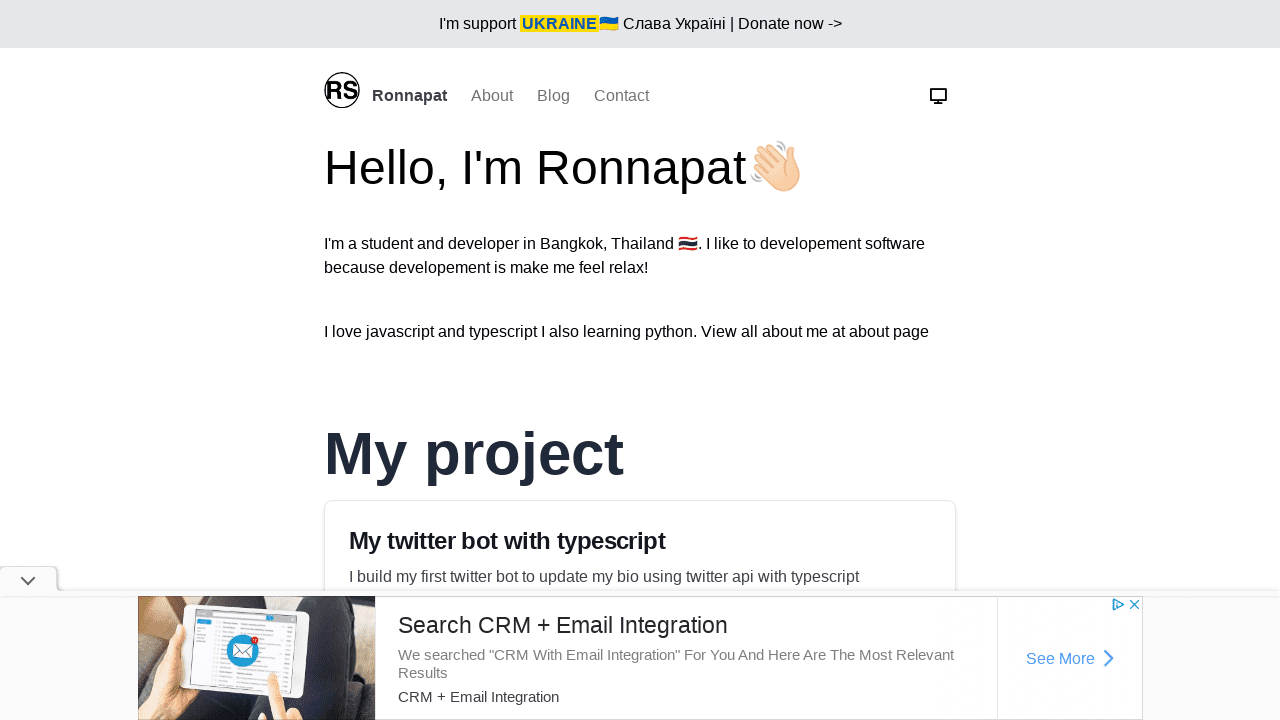 I'm support UKRAINE🇺🇦 Слава Україні | Donate now ->
RS Ronnapat About Blog Contact
Hello, I'm Ronnapat👋🏻
I'm a student and developer in Bangkok, Thailand 🇹🇭. I like to developement software
because developement is make me feel relax!
I love javascript and typescript I also learning python. View all about me at about page
My project
My twitter bot with typescript
I build my first twitter bot to update my bio using twitter api with typescript
Search CRM + Email Integration
We searched "CRM With Email Integration" For You And Here Are The Most Relevant
Results
CRM + Email Integration
See More